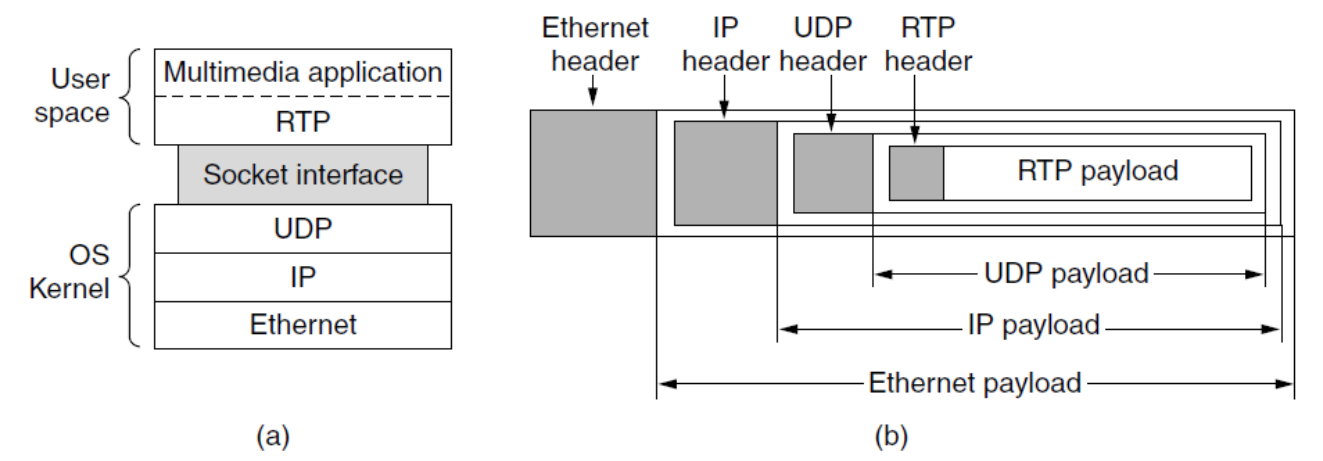 User
space
Multimedia application
RTP
Socket interface
OS
Kernel
UDP
IP
Ethernet
(a)
Ethernet
header
IP
header
UDP
header
RTP
header
RTP payload
UDP payload
IP payload
Ethernet payload
(b)